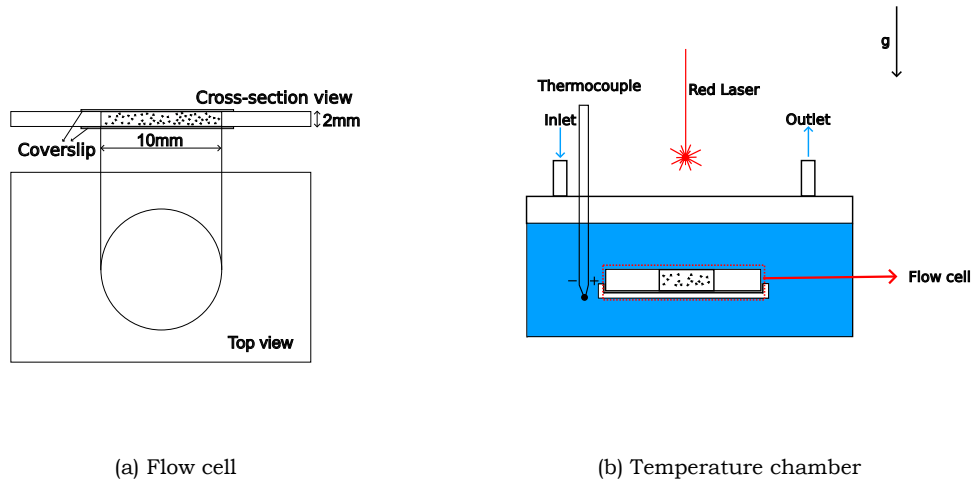 Cross-section view
2mm
Coverslip
10mm
Top view
(a) Flow cell
g
Thermocouple
Red Laser
Inlet
Outlet
- +
Flow cell
(b) Temperature chamber